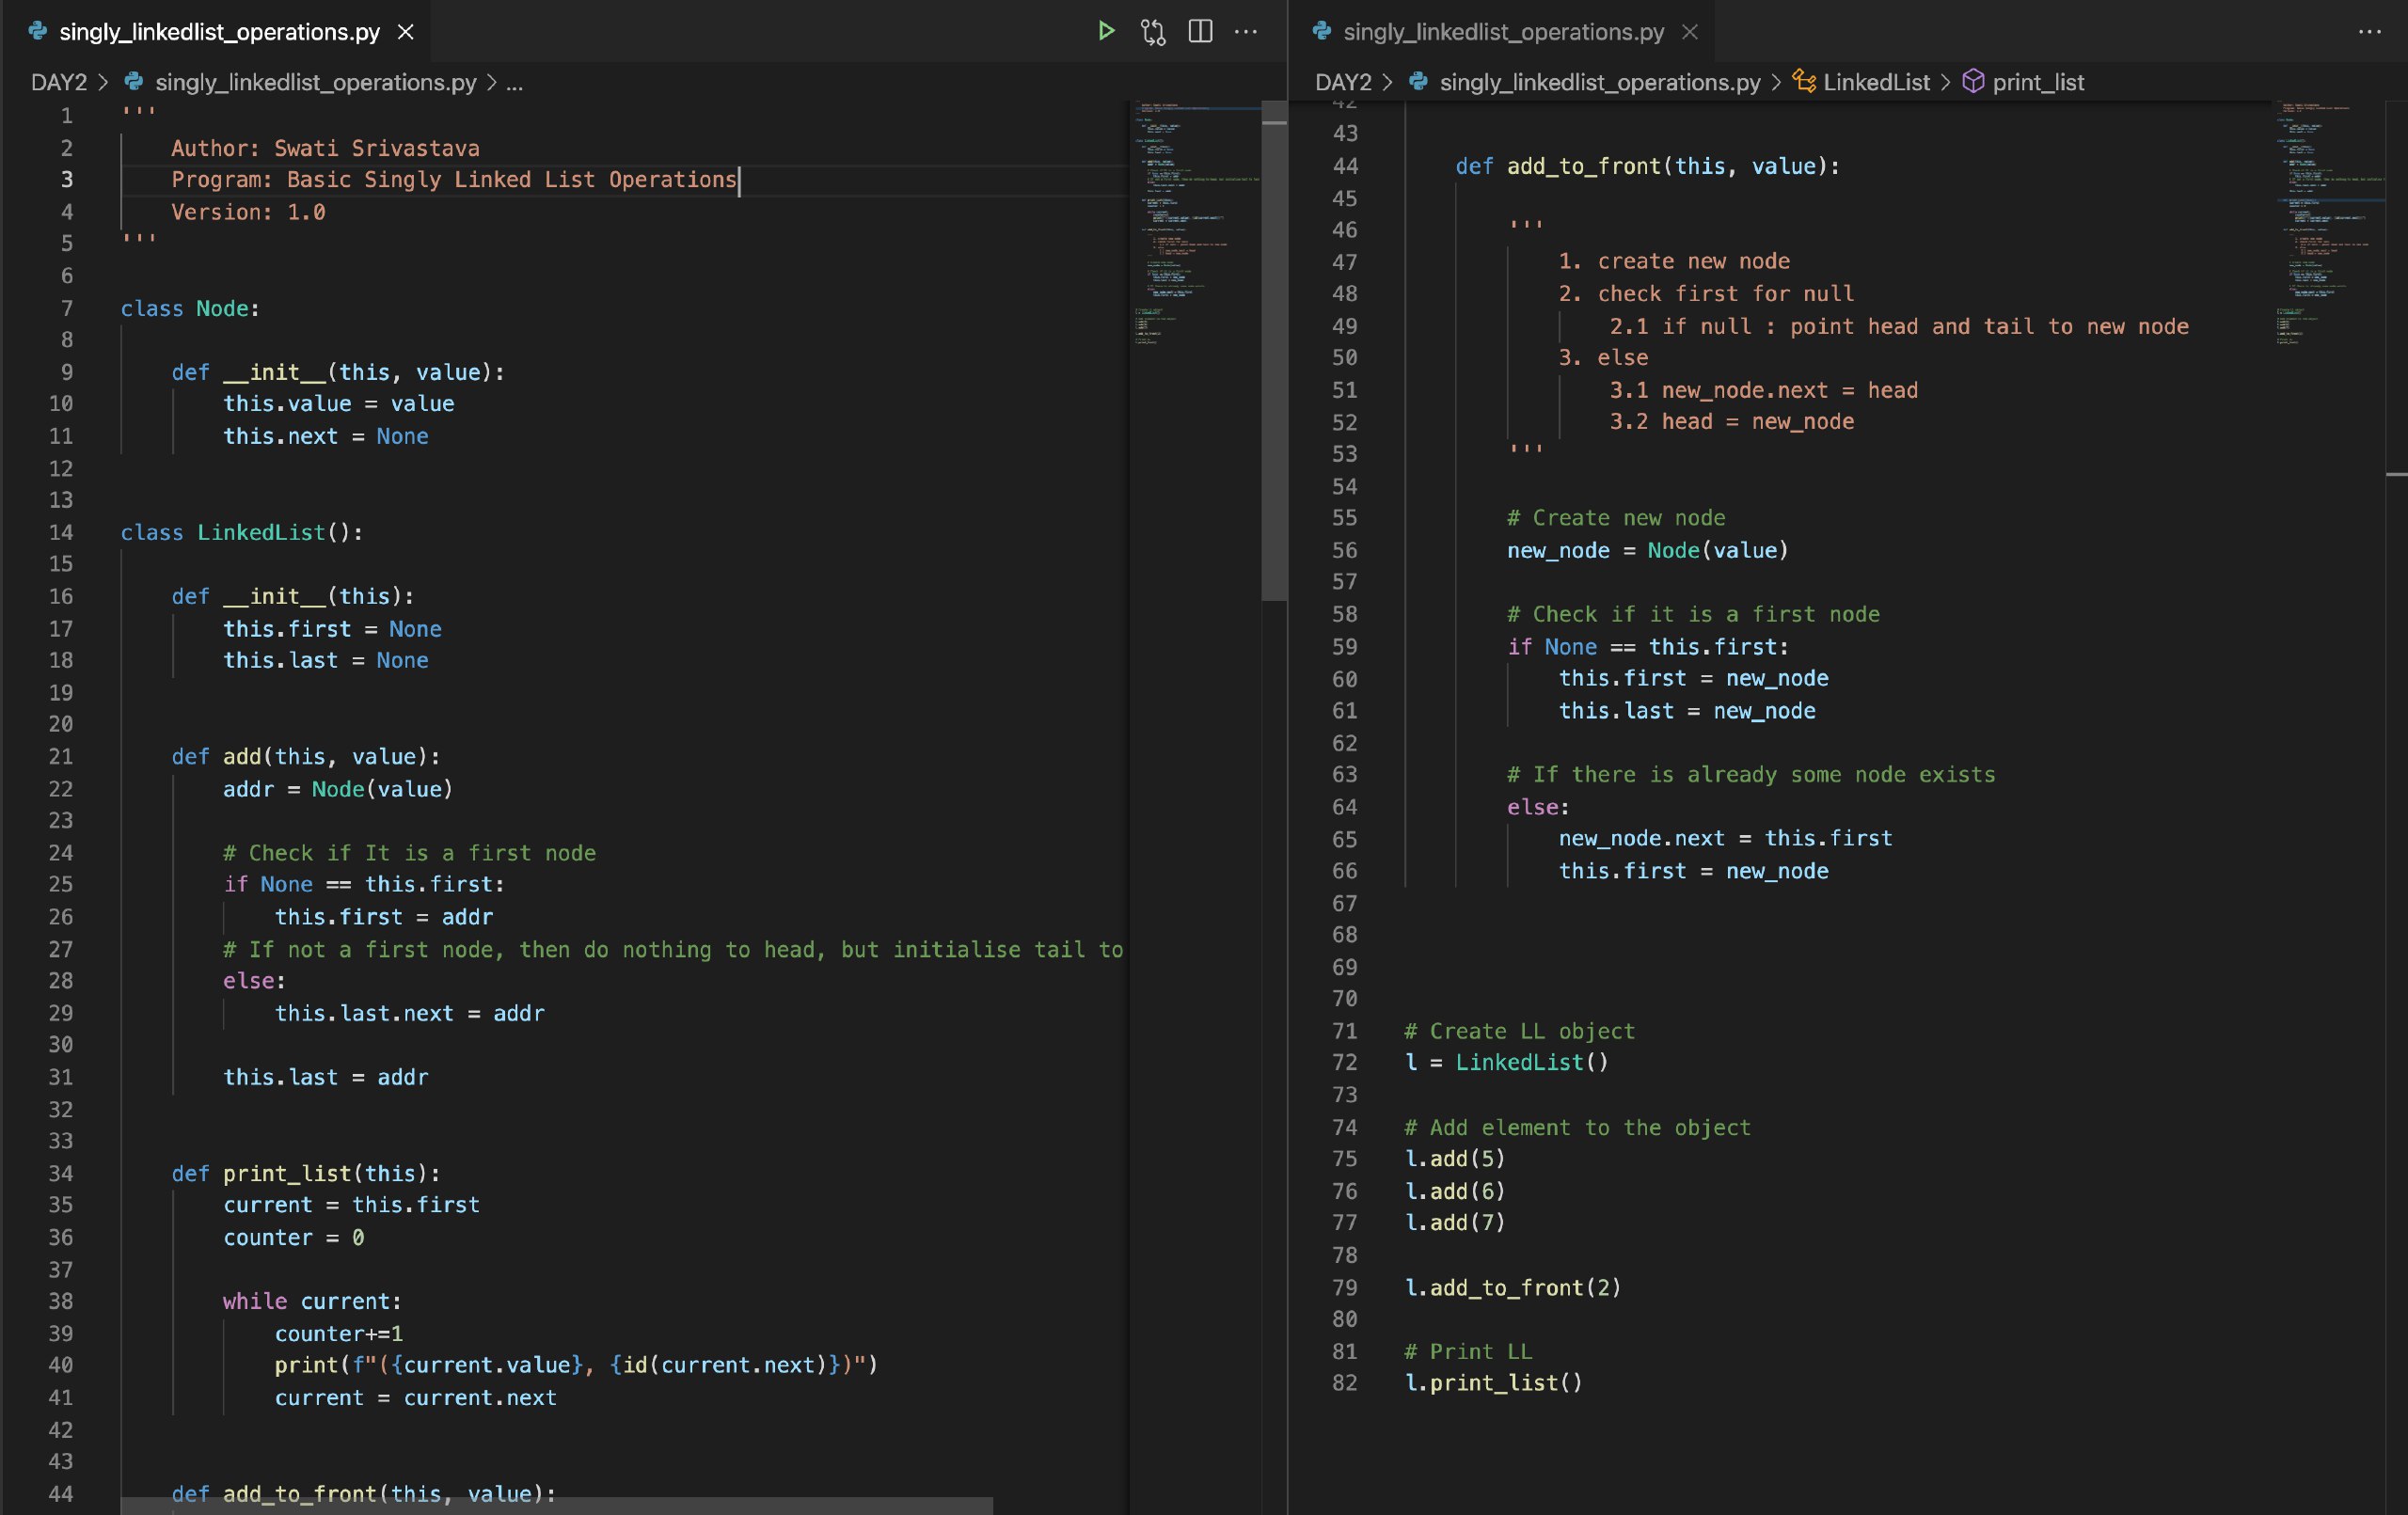 singly_linkedlist_operations.py
DAY2 > singly_linkedlist_operations.py > ...
1 '''
2 Author: Swati Srivastava
3 Program: Basic Singly Linked List Operations
4 Version: 1.0
5 '''
6
7 class Node:
8
9 def __init__(this, value):
10 this.value = value
11 this.next = None
12
13
14 class LinkedList():
15
16 def __init__(this):
17 this.first = None
18 this.last = None
19
20
21 def add(this, value):
22 addr = Node(value)
23
24 # Check if It is a first node
25 if None == this.first:
26 this.first = addr
27 # If not a first node, then do nothing to head, but initialise tail to
28 else:
29 this.last.next = addr
30
31 this.last = addr
32
33
34 def print_list(this):
35 current = this.first
36 counter = 0
37
38 while current:
39 counter+=1
40 print(f"({current.value}, {id(current.next)})")
41 current = current.next
42
43
44 def add_to_front(this, value):
singly_linkedlist_operations.py
DAY2 > singly_linkedlist_operations.py > LinkedList > print_list
42
43
44 def add_to_front(this, value):
45
46 '''
47 1. create new node
48 2. check first for null
49 2.1 if null : point head and tail to new node
50 3. else
51 3.1 new_node.next = head
52 3.2 head = new_node
53 '''
54
55 # Create new node
56 new_node = Node(value)
57
58 # Check if it is a first node
59 if None == this.first:
60 this.first = new_node
61 this.last = new_node
62
63 # If there is already some node exists
64 else:
65 new_node.next = this.first
66 this.first = new_node
67
68
69
70
71 # Create LL object
72 l = LinkedList()
73
74 # Add element to the object
75 l.add(5)
76 l.add(6)
77 l.add(7)
78
79 l.add_to_front(2)
80
81 # Print LL
82 l.print_list()